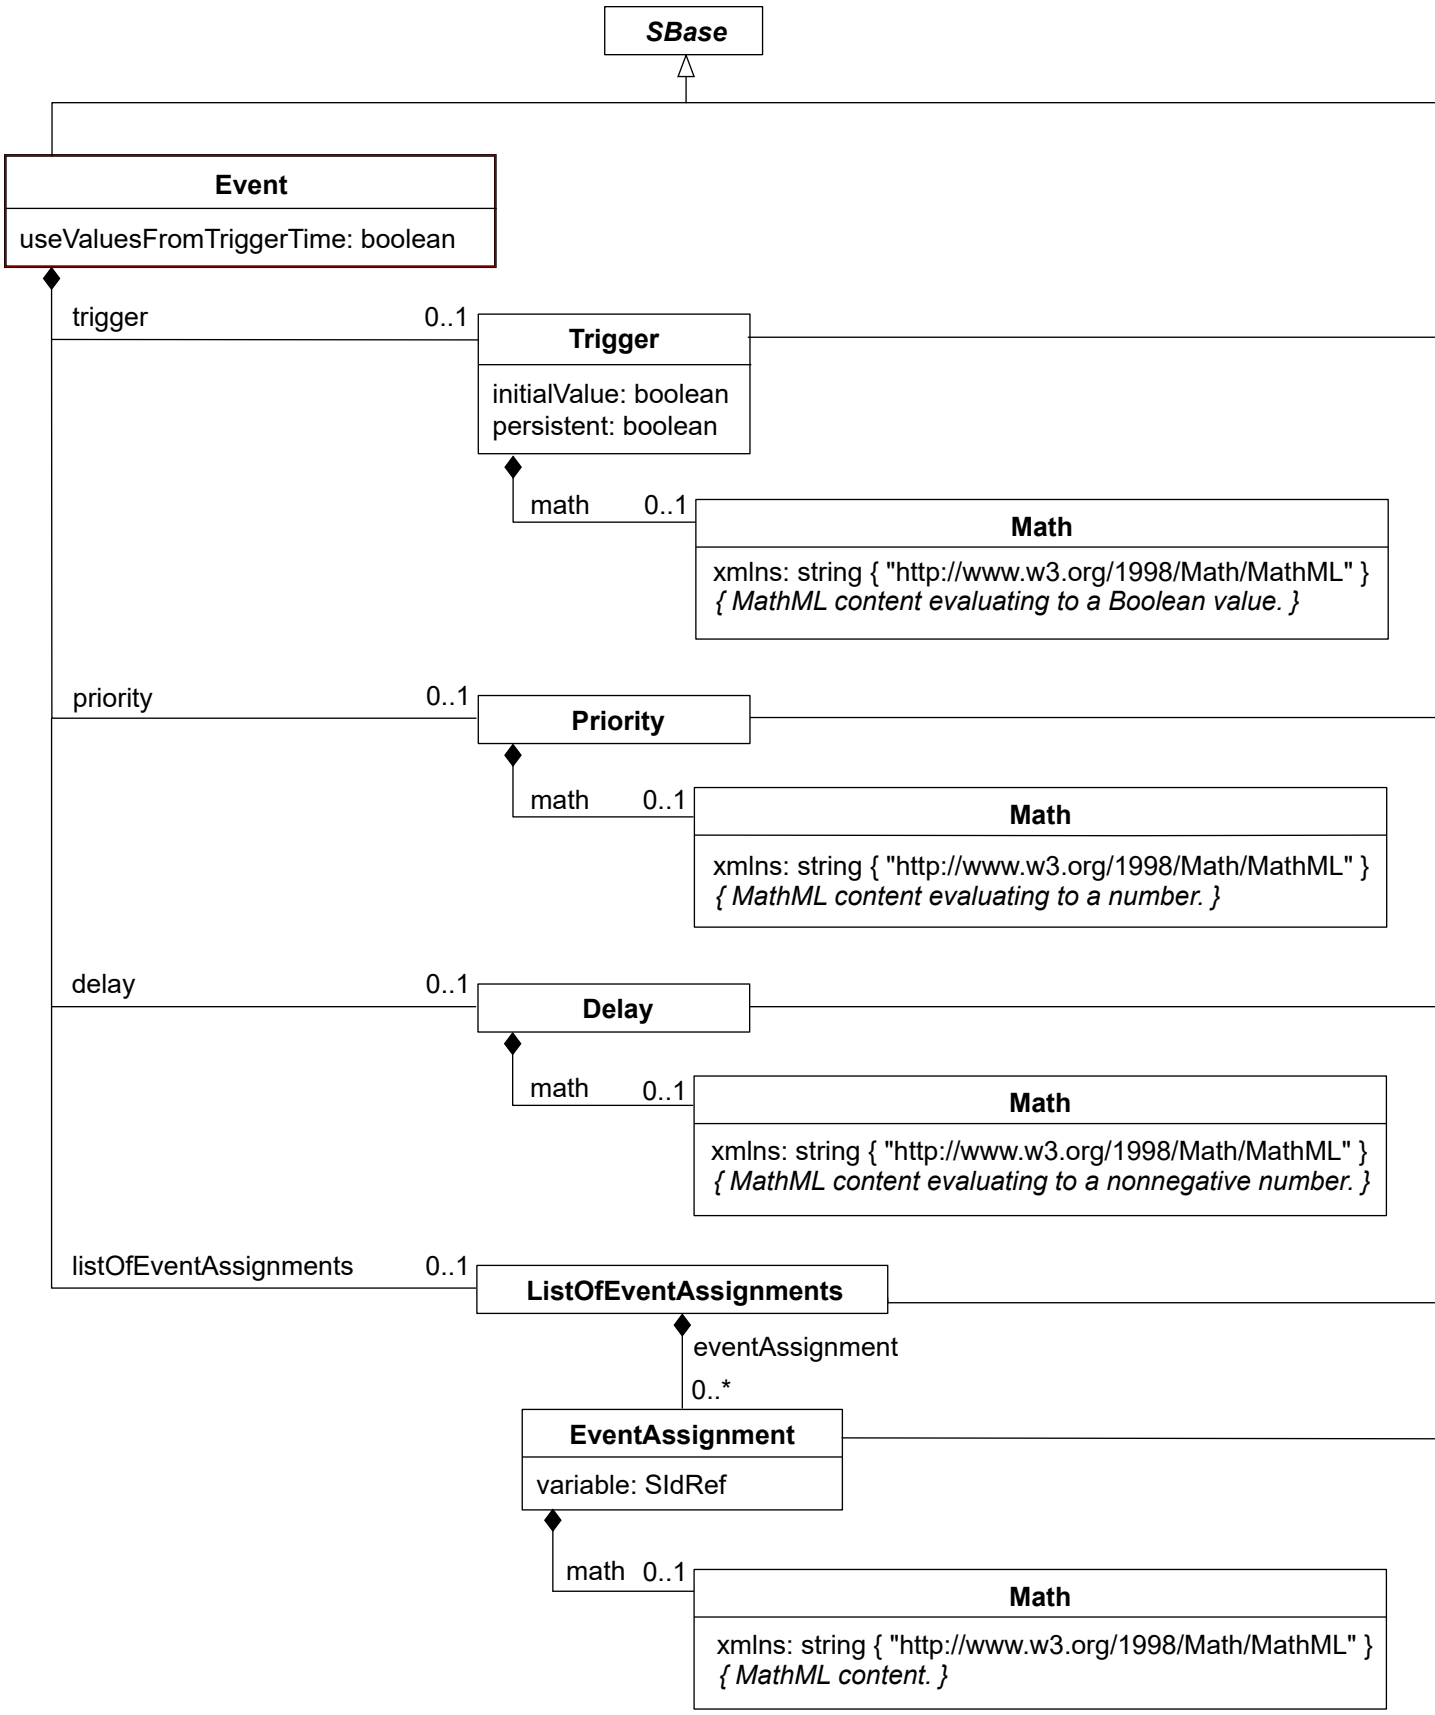 SBase
Event
useValuesFromTriggerTime: boolean
trigger 0..1
Trigger
initialValue: boolean
persistent: boolean
math 0..1
Math
xmlns: string { "http://www.w3.org/1998/Math/MathML" }
{ MathML content evaluating to a Boolean value. }
priority 0..1
Priority
math 0..1
Math
xmlns: string { "http://www.w3.org/1998/Math/MathML" }
{ MathML content evaluating to a number. }
delay 0..1
Delay
math 0..1
Math
xmlns: string { "http://www.w3.org/1998/Math/MathML" }
{ MathML content evaluating to a nonnegative number. }
listOfEventAssignments 0..1
ListOfEventAssignments
eventAssignment
0..*
EventAssignment
variable: SIdRef
math 0..1
Math
xmlns: string { "http://www.w3.org/1998/Math/MathML" }
{ MathML content. }